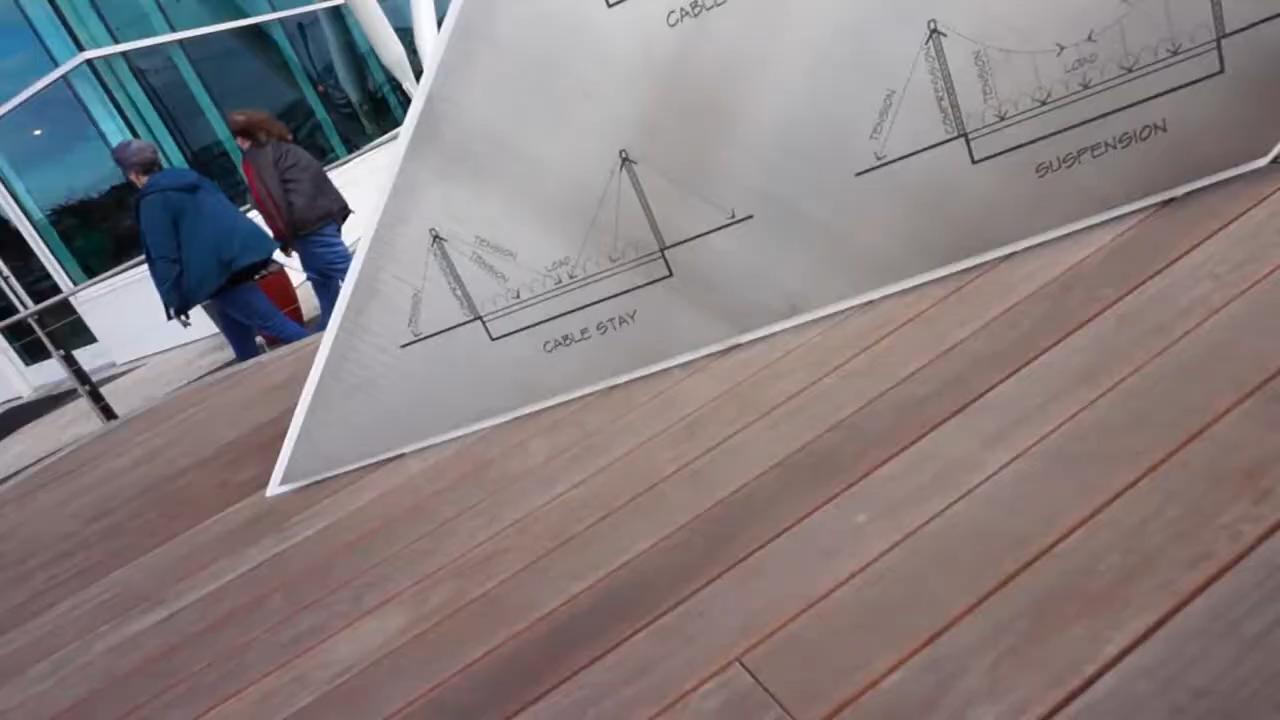 CABLE
TENSION
COMPRESSION
TENSION
LOAD
SUSPENSION
TENSION
TENSION
LOAD
CABLE STAY